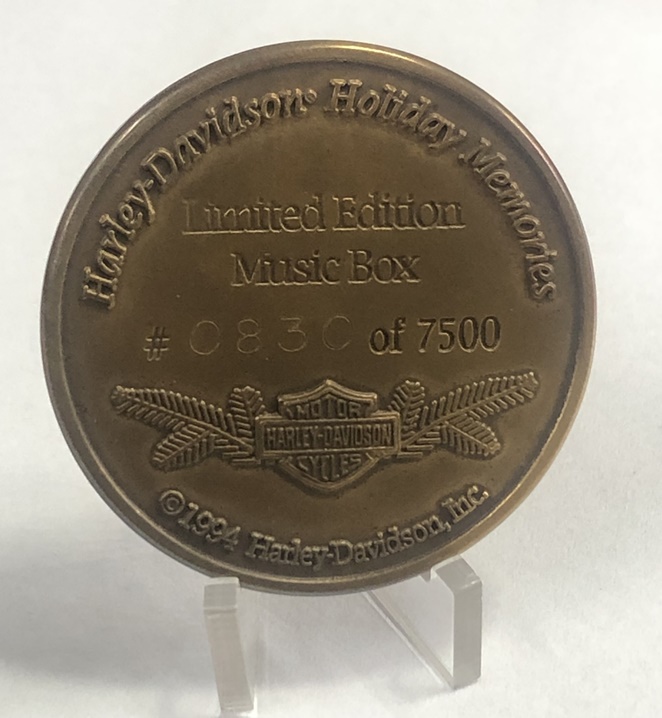 Harley-Davidson® Holiday Memories
Limited Edition
Music Box
# 0830 of 7500
MOTOR
HARLEY-DAVIDSON
CYCLES
©1994 Harley-Davidson, Inc.